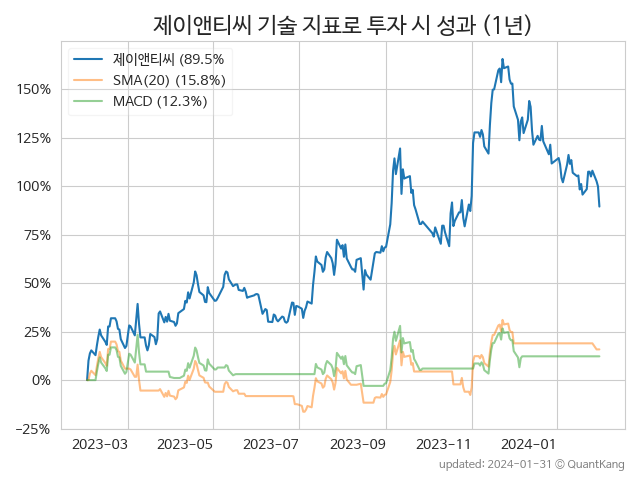 제이앤티씨 기술 지표로 투자 시 성과 (1년)
제이앤티씨 (89.5%
SMA(20) (15.8%)
MACD (12.3%)
150%
125%
100%
75%
50%
25%
0%
−25%
2023-03 2023-05 2023-07 2023-09 2023-11 2024-01
updated: 2024-01-31 © QuantKang